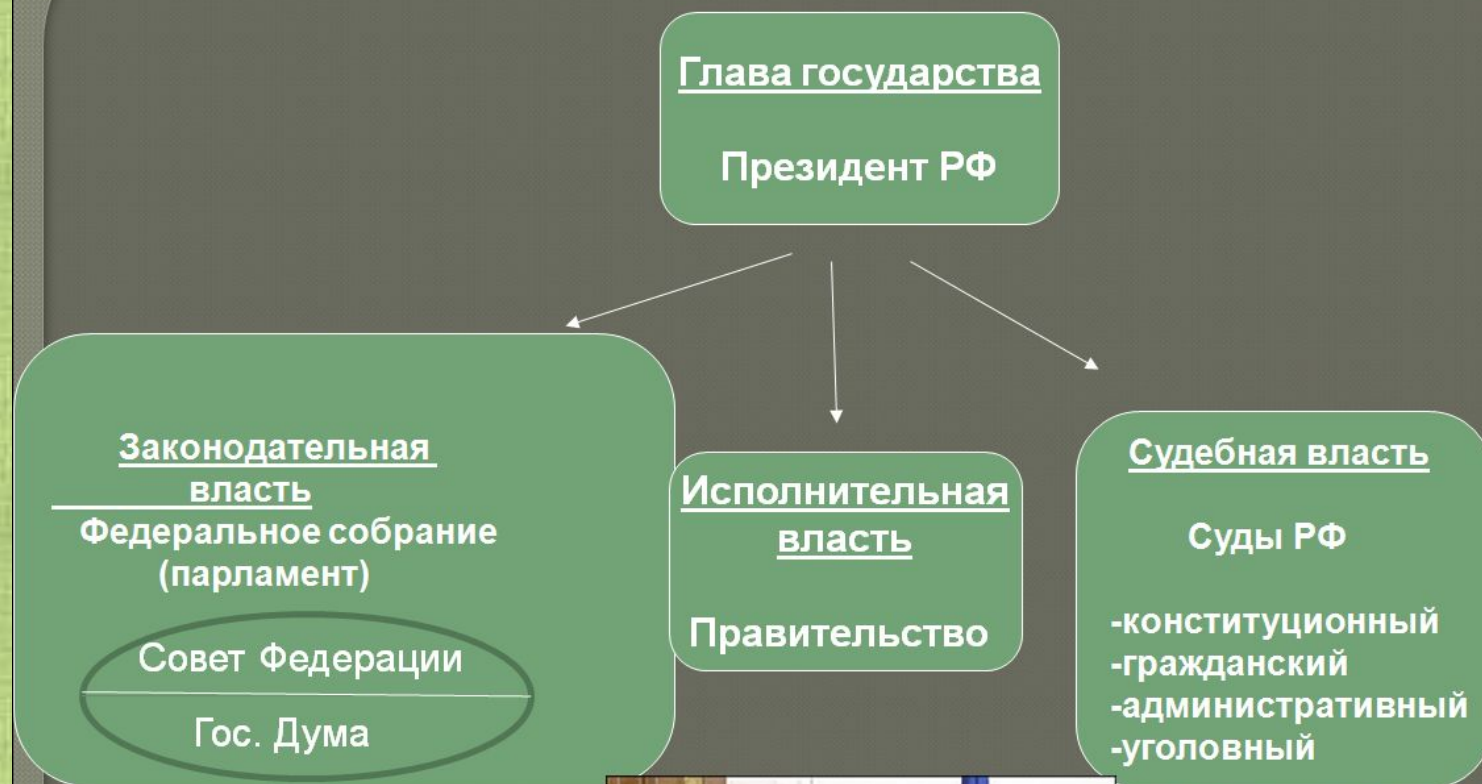 Глава государства
Президент РФ
Законодательная
власть
Федеральное собрание
(парламент)
Совет Федерации
Гос. Дума
Исполнительная
власть
Правительство
Судебная власть
Суды РФ
-конституционный
-гражданский
-административный
-уголовный